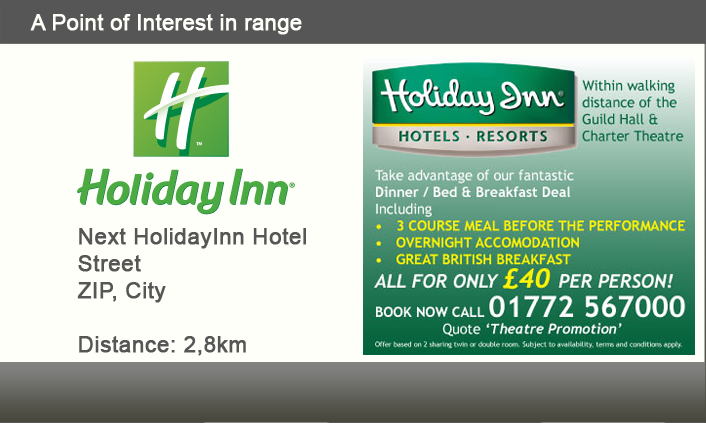 A Point of Interest in range
H
™
Holiday Inn®
Next HolidayInn Hotel
Street
ZIP, City
Distance: 2,8km
Holiday Inn®
HOTELS · RESORTS
Within walking
distance of the
Guild Hall &
Charter Theatre
Take advantage of our fantastic
Dinner / Bed & Breakfast Deal
Including
• 3 COURSE MEAL BEFORE THE PERFORMANCE
• OVERNIGHT ACCOMODATION
• GREAT BRITISH BREAKFAST
ALL FOR ONLY £40 PER PERSON!
BOOK NOW CALL 01772 567000
Quote ‘Theatre Promotion’
Offer based on 2 sharing twin or double room. Subject to availability, terms and conditions apply.